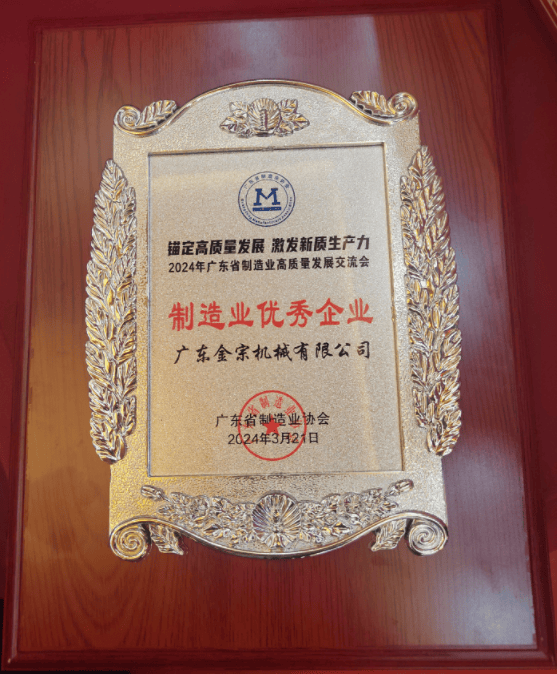 锚定高质量发展 激发新质生产力
2024年广东省制造业高质量发展交流会
制造业优秀企业
广东金宗机械有限公司
广东省制造业协会
2024年3月21日